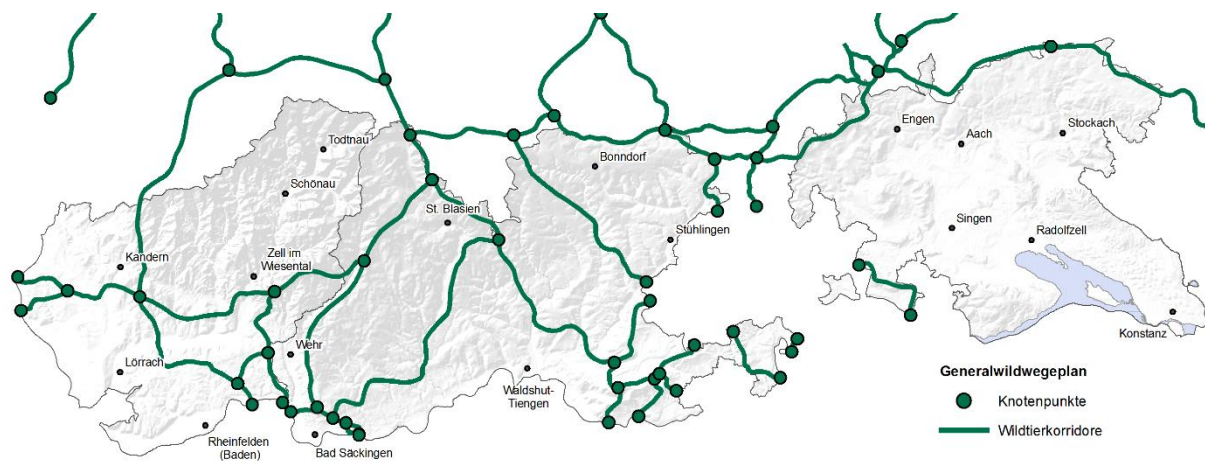 Todtnau
Schönau
Kandern
Zell im
Wiesental
St. Blasien
Bonndorf
Stühlingen
Engen
Aach
Stockach
Singen
Radolfzell
Konstanz
Lörrach
Wehr
Waldshut-
Tiengen
Rheinfelden
(Baden)
Bad Säckingen
Generalwildwegeplan
Knotenpunkte
Wildtierkorridore